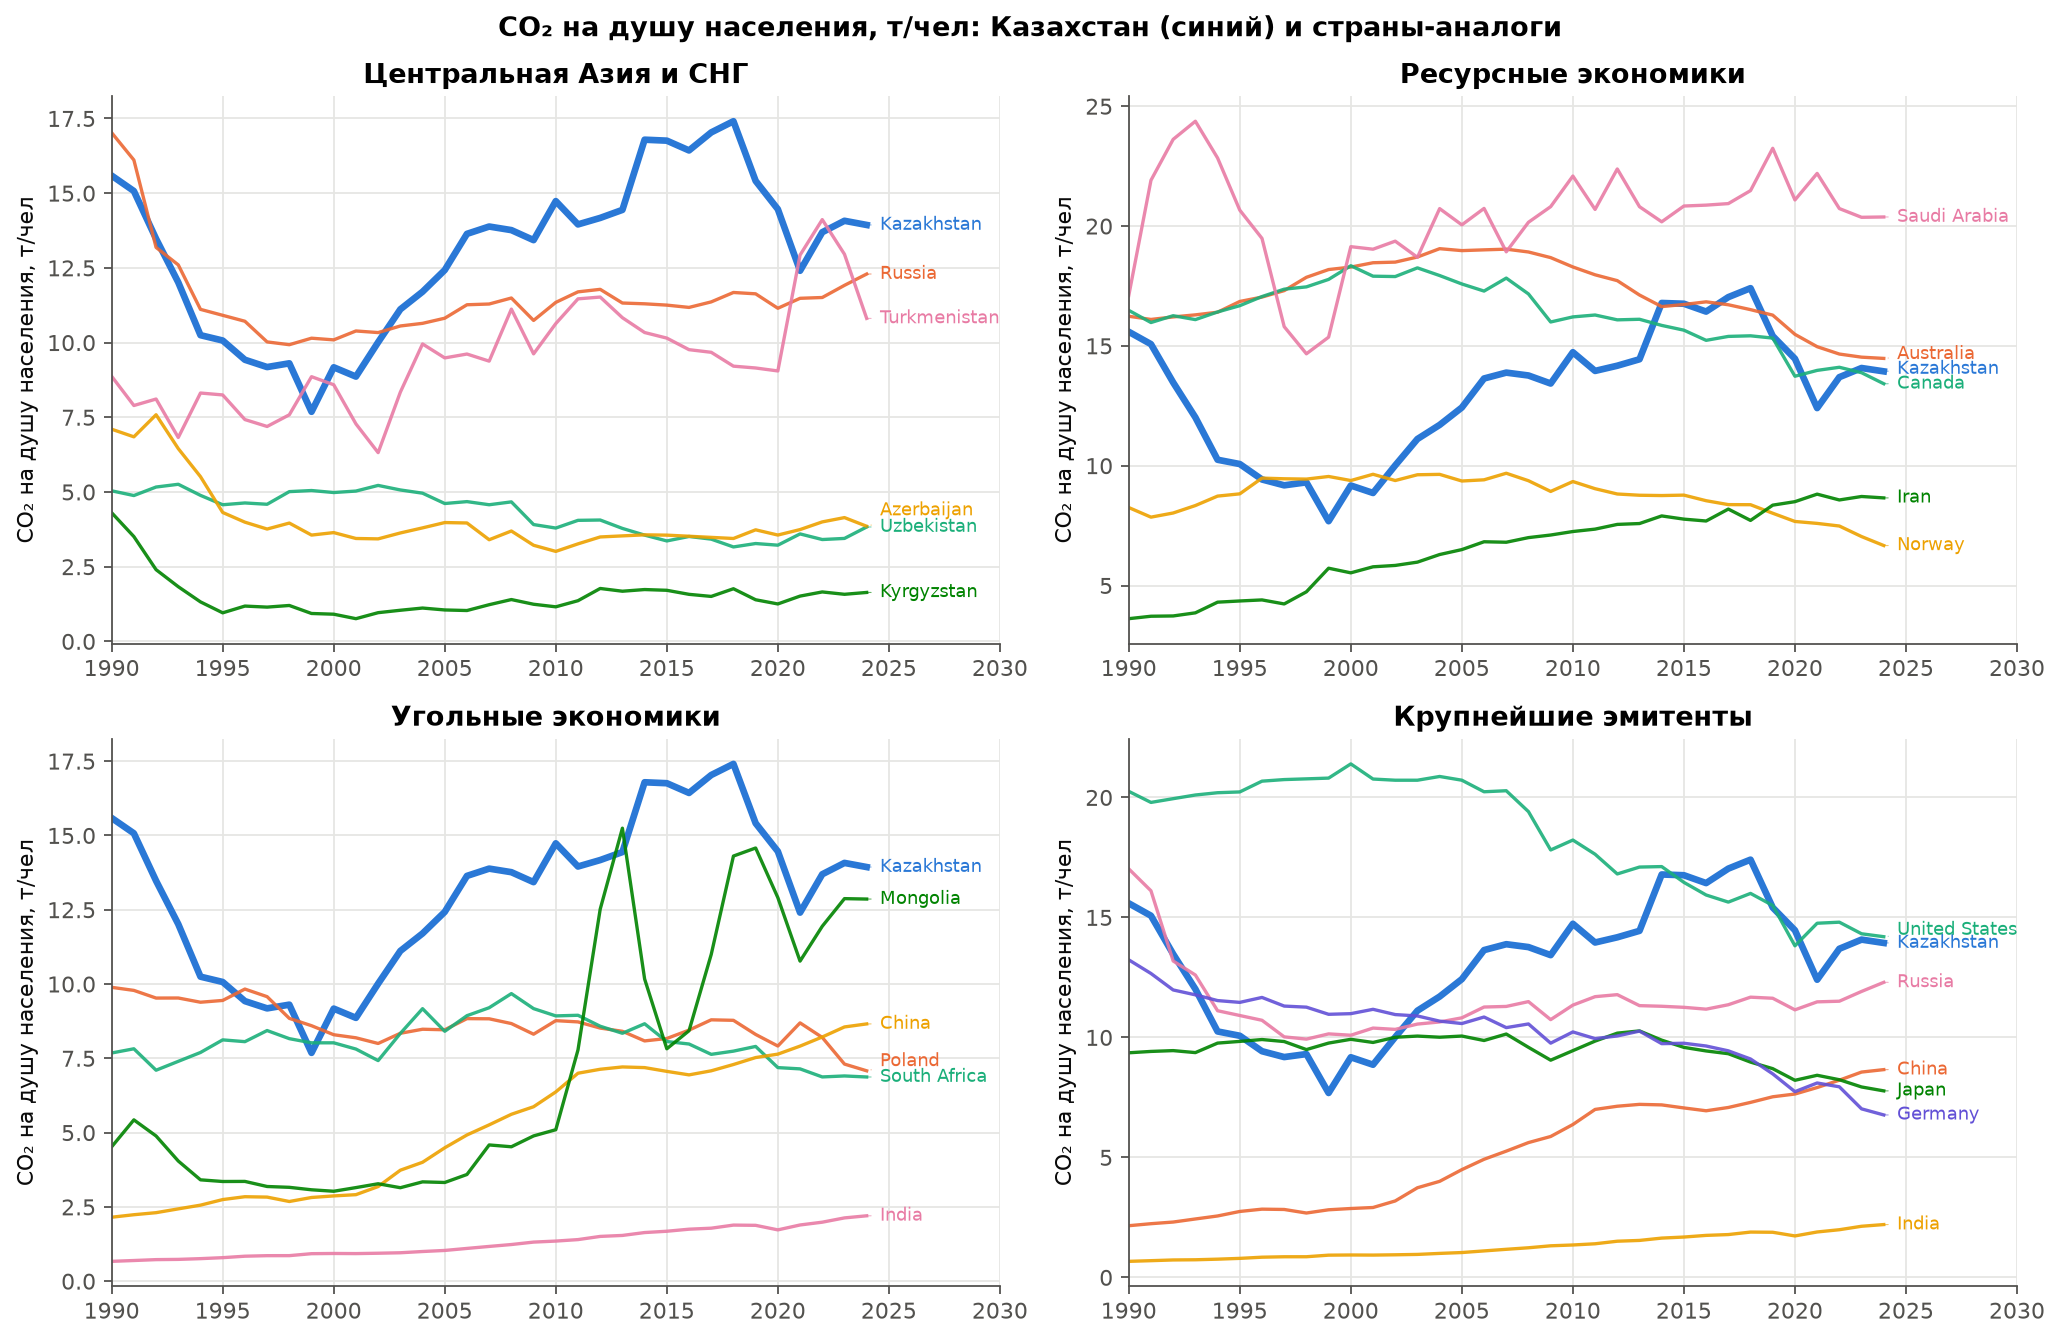 CO₂ на душу населения, т/чел: Казахстан (синий) и страны-аналоги
Центральная Азия и СНГ
CO₂ на душу населения, т/чел
17.5
15.0
12.5
10.0
7.5
5.0
2.5
0.0
Kazakhstan
Russia
Turkmenistan
Azerbaijan
Uzbekistan
Kyrgyzstan
1990 1995 2000 2005 2010 2015 2020 2025 2030
Ресурсные экономики
CO₂ на душу населения, т/чел
25
20
15
10
5
Saudi Arabia
Australia
Kazakhstan
Canada
Iran
Norway
1990 1995 2000 2005 2010 2015 2020 2025 2030
Угольные экономики
CO₂ на душу населения, т/чел
17.5
15.0
12.5
10.0
7.5
5.0
2.5
0.0
Kazakhstan
Mongolia
China
Poland
South Africa
India
1990 1995 2000 2005 2010 2015 2020 2025 2030
Крупнейшие эмитенты
CO₂ на душу населения, т/чел
20
15
10
5
0
United States
Kazakhstan
Russia
China
Japan
Germany
India
1990 1995 2000 2005 2010 2015 2020 2025 2030